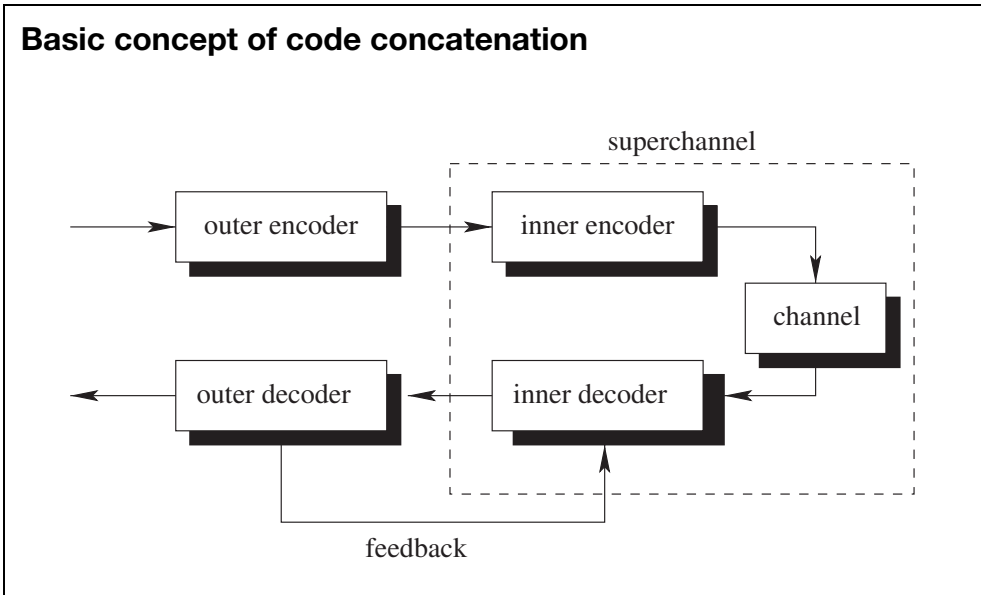 Basic concept of code concatenation
superchannel
outer encoder
inner encoder
channel
outer decoder
inner decoder
feedback